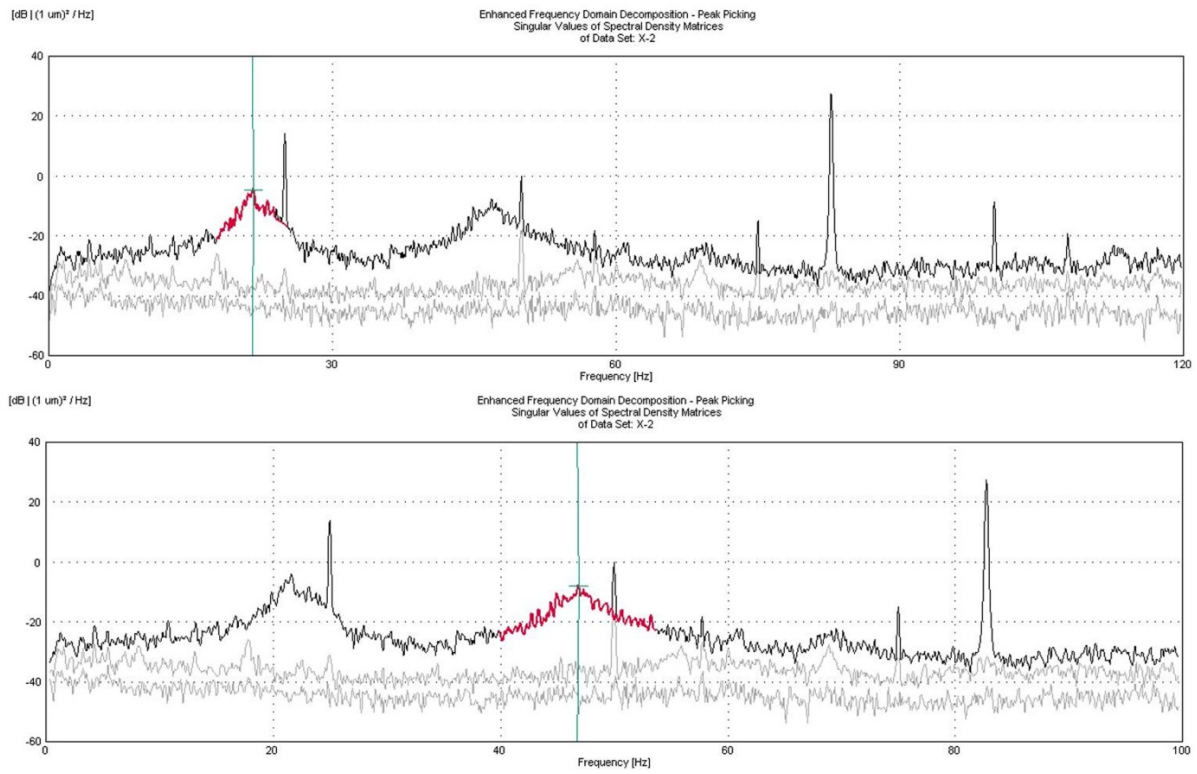 [dB | (1 um)² / Hz]
Enhanced Frequency Domain Decomposition - Peak Picking
Singular Values of Spectral Density Matrices
of Data Set: X-2
40
20
0
-20
-40
-60
0 30 60 90 120
Frequency [Hz]
[dB | (1 um)² / Hz]
Enhanced Frequency Domain Decomposition - Peak Picking
Singular Values of Spectral Density Matrices
of Data Set: X-2
40
20
0
-20
-40
-60
0 20 40 60 80 100
Frequency [Hz]